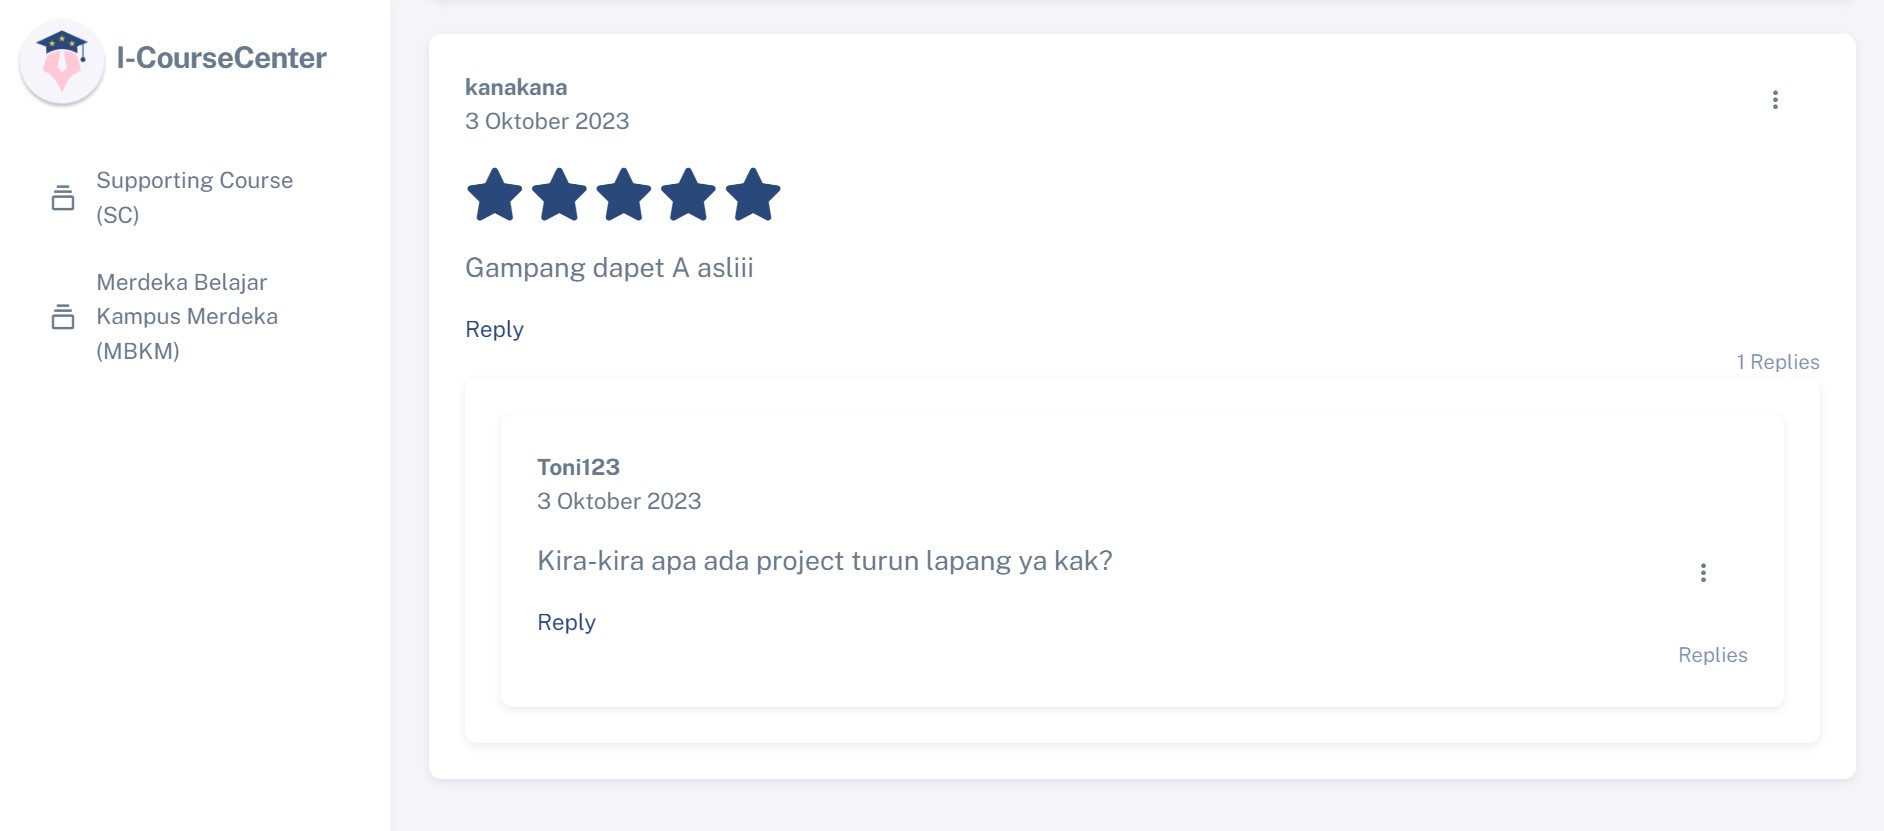 I-CourseCenter
Supporting Course
(SC)
Merdeka Belajar
Kampus Merdeka
(MBKM)
kanakana
3 Oktober 2023
Gampang dapet A asliii
Reply
1 Replies
Toni123
3 Oktober 2023
Kira-kira apa ada project turun lapang ya kak?
Reply
Replies